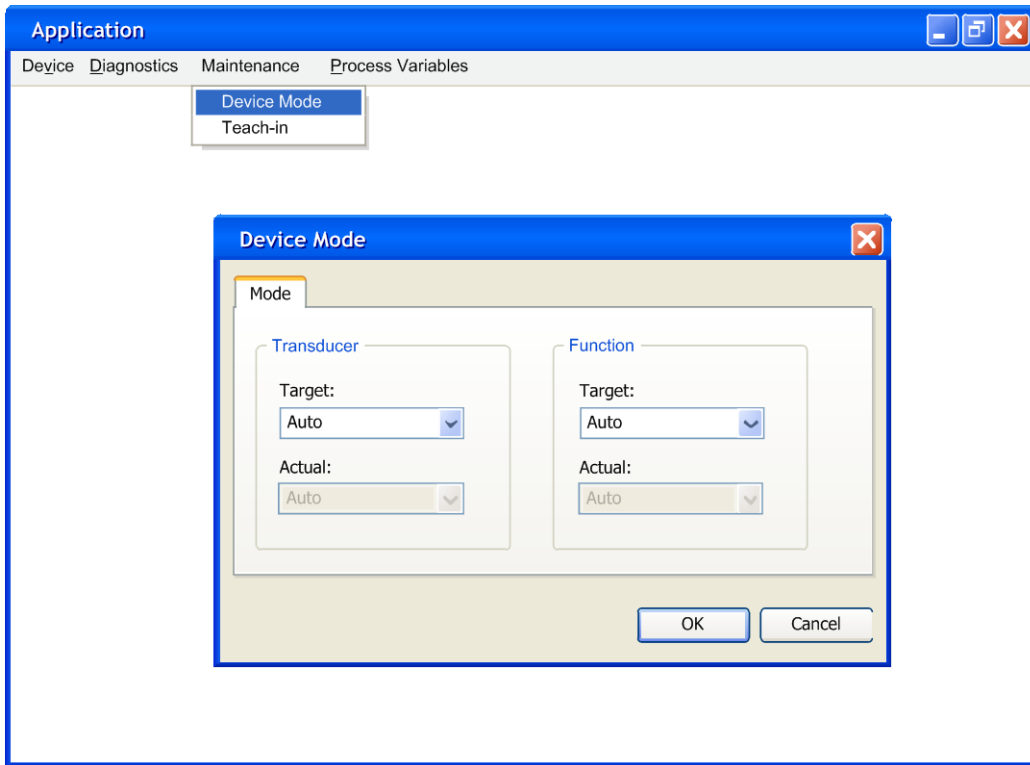 Application
Device Diagnostics Maintenance Process Variables
Device Mode
Teach-in
Device Mode
Mode
Transducer
Target:
Auto
Actual:
Auto
Function
Target:
Auto
Actual:
Auto
OK Cancel